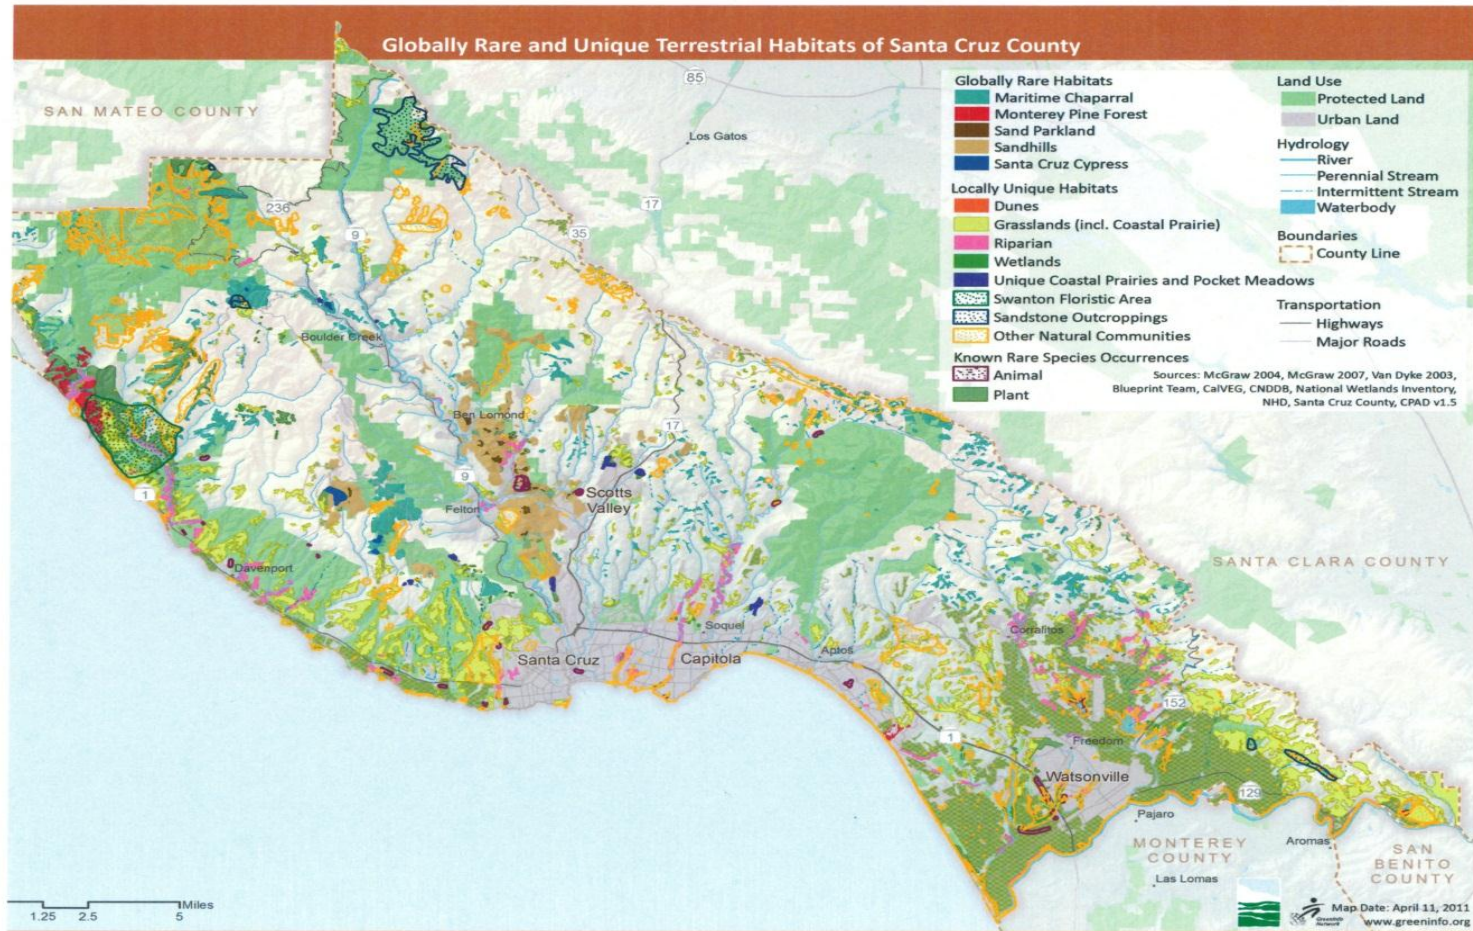 Globally Rare and Unique Terrestrial Habitats of Santa Cruz County
SAN MATEO COUNTY
85
Los Gatos
17
35
236
9
Boulder Creek
Ben Lomond
17
9
Felton
Scotts
Valley
1
Davenport
Santa Cruz
Soquel
Capitola
Aptos
Corralitos
152
1
Freedom
Watsonville
129
Pajaro
Aromas
Las Lomas
SANTA CLARA COUNTY
MONTEREY
COUNTY
SAN
BENITO
COUNTY
Globally Rare Habitats
Maritime Chaparral
Monterey Pine Forest
Sand Parkland
Sandhills
Santa Cruz Cypress
Locally Unique Habitats
Dunes
Grasslands (incl. Coastal Prairie)
Riparian
Wetlands
Unique Coastal Prairies and Pocket Meadows
Swanton Floristic Area
Sandstone Outcroppings
Other Natural Communities
Known Rare Species Occurrences
Animal
Plant
Land Use
Protected Land
Urban Land
Hydrology
River
Perennial Stream
Intermittent Stream
Waterbody
Boundaries
County Line
Transportation
Highways
Major Roads
Sources: McGraw 2004, McGraw 2007, Van Dyke 2003,
Blueprint Team, CalVEG, CNDDB, National Wetlands Inventory,
NHD, Santa Cruz County, CPAD v1.5
Miles
1.25 2.5 5
GreenInfo
Network
Map Date: April 11, 2011
www.greeninfo.org